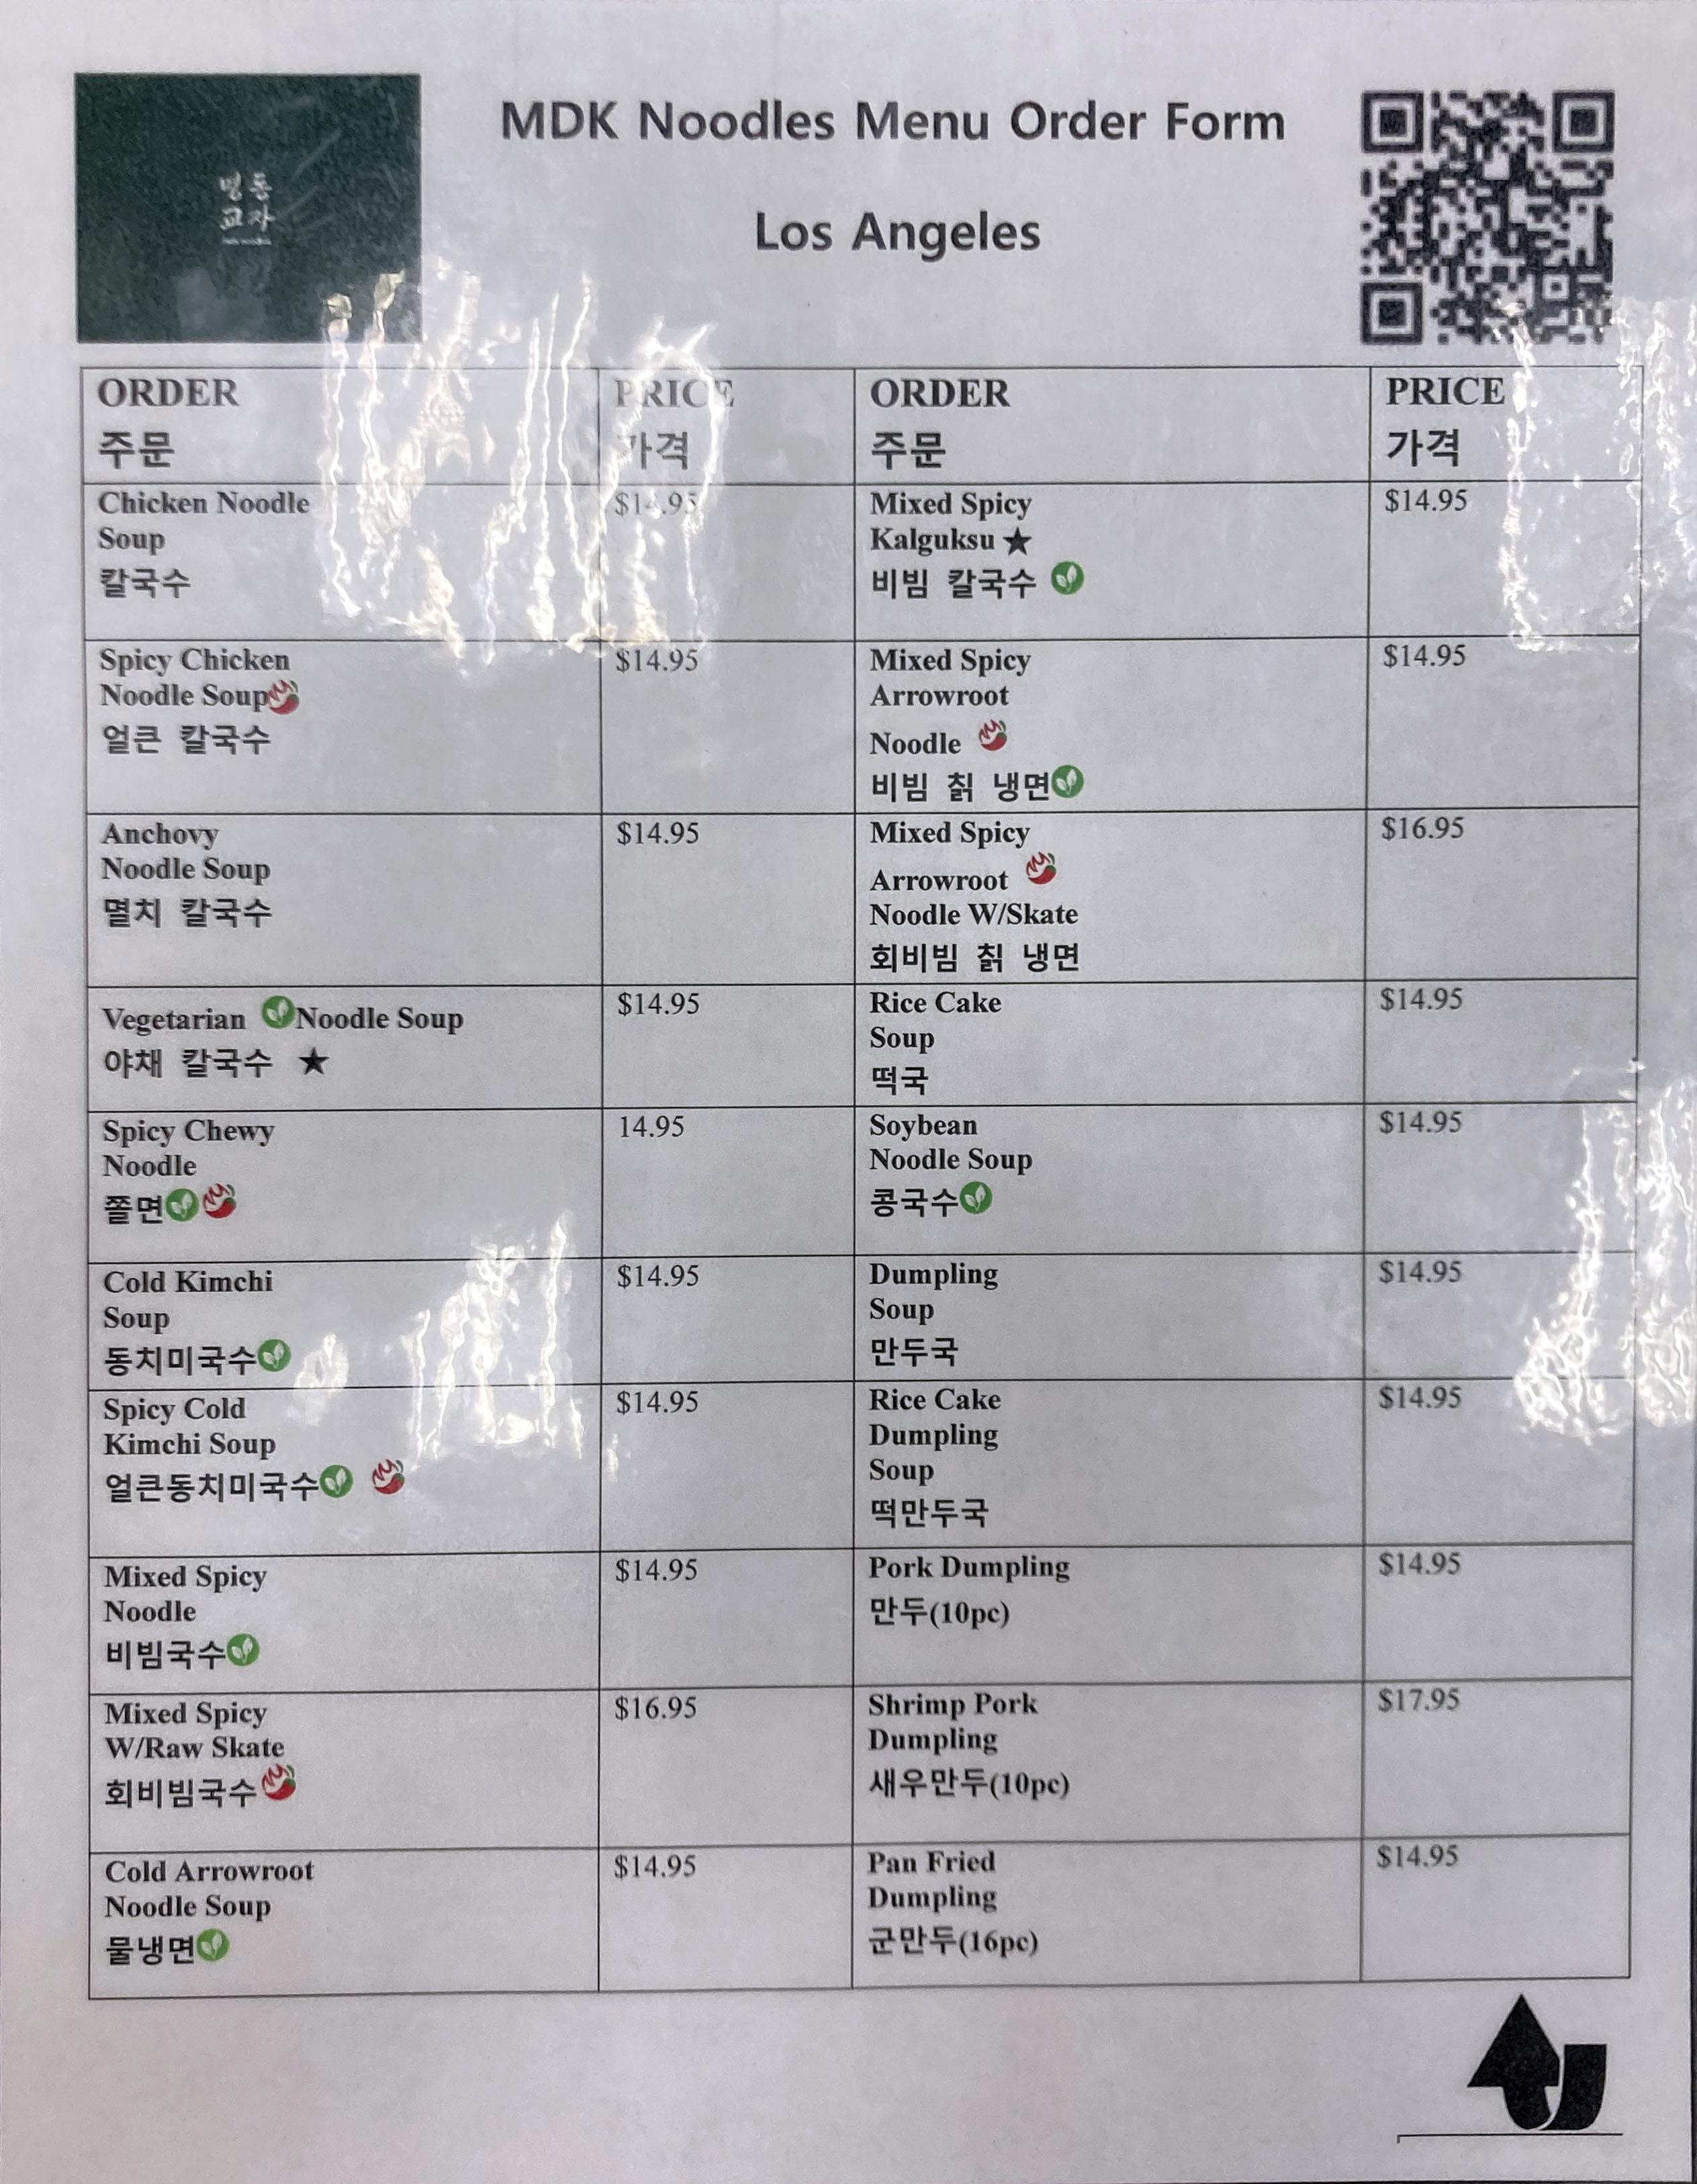 명동
교자
MDK Noodles Menu Order Form
Los Angeles
ORDER
주문
PRICE
가격
ORDER
주문
PRICE
가격
Chicken Noodle
Soup
칼국수
$14.95
Mixed Spicy
Kalguksu ★
비빔 칼국수
$14.95
Spicy Chicken
Noodle Soup
얼큰 칼국수
$14.95
Mixed Spicy
Arrowroot
Noodle
비빔 칡 냉면
$14.95
Anchovy
Noodle Soup
멸치 칼국수
$14.95
Mixed Spicy
Arrowroot
Noodle W/Skate
회비빔 칡 냉면
$16.95
Vegetarian Noodle Soup
야채 칼국수 ★
$14.95
Rice Cake
Soup
떡국
$14.95
Spicy Chewy
Noodle
쫄면
14.95
Soybean
Noodle Soup
콩국수
$14.95
Cold Kimchi
Soup
동치미국수
$14.95
Dumpling
Soup
만두국
$14.95
Spicy Cold
Kimchi Soup
얼큰동치미국수
$14.95
Rice Cake
Dumpling
Soup
떡만두국
$14.95
Mixed Spicy
Noodle
비빔국수
$14.95
Pork Dumpling
만두(10pc)
$14.95
Mixed Spicy
W/Raw Skate
회비빔국수
$16.95
Shrimp Pork
Dumpling
새우만두(10pc)
$17.95
Cold Arrowroot
Noodle Soup
물냉면
$14.95
Pan Fried
Dumpling
군만두(16pc)
$14.95